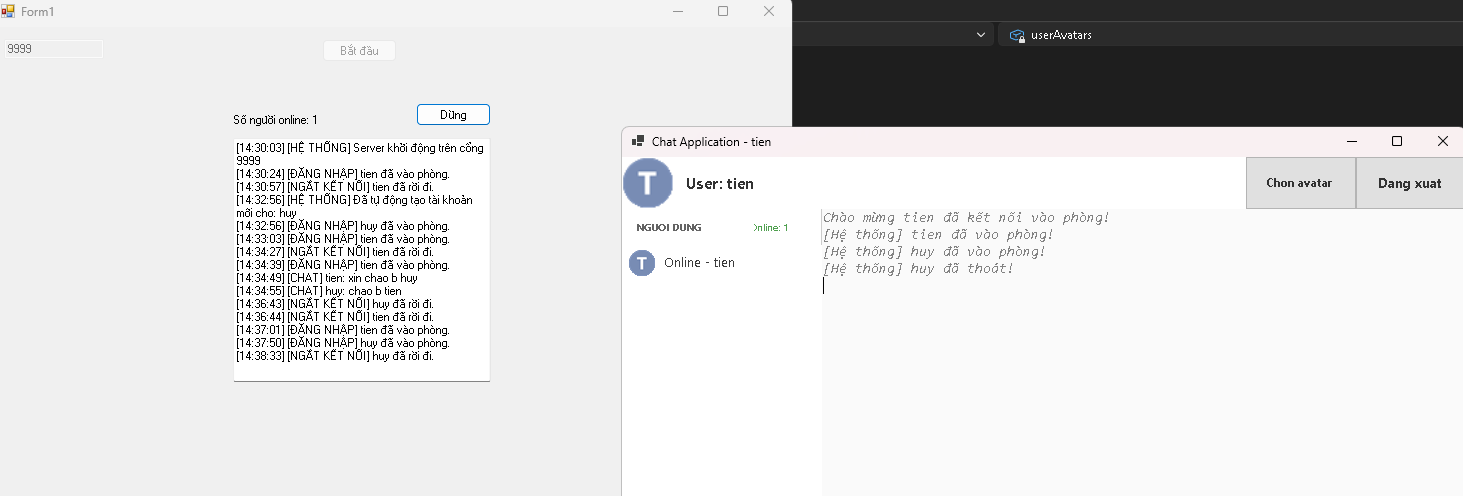 Form1
9999
Bắt đầu
userAvatars
Số người online: 1
Dừng
[14:30:03] [HỆ THỐNG] Server khởi động trên cổng
9999
[14:30:24] [ĐĂNG NHẬP] tien đã vào phòng.
[14:30:57] [NGẮT KẾT NỐI] tien đã rời đi.
[14:32:56] [HỆ THỐNG] Đã tự động tạo tài khoản
mới cho: huy
[14:32:56] [ĐĂNG NHẬP] huy đã vào phòng.
[14:33:03] [ĐĂNG NHẬP] tien đã vào phòng.
[14:34:27] [NGẮT KẾT NỐI] tien đã rời đi.
[14:34:39] [ĐĂNG NHẬP] tien đã vào phòng.
[14:34:49] [CHAT] tien: xin chao b huy
[14:34:55] [CHAT] huy: chao b tien
[14:36:43] [NGẮT KẾT NỐI] huy đã rời đi.
[14:36:44] [NGẮT KẾT NỐI] tien đã rời đi.
[14:37:01] [ĐĂNG NHẬP] tien đã vào phòng.
[14:37:50] [ĐĂNG NHẬP] huy đã vào phòng.
[14:38:33] [NGẮT KẾT NỐI] huy đã rời đi.
Chat Application - tien
T
User: tien
Chon avatar
Dang xuat
NGUOI DUNG
nline: 1
T
Online - tien
Chào mừng tien đã kết nối vào phòng!
[Hệ thống] tien đã vào phòng!
[Hệ thống] huy đã vào phòng!
[Hệ thống] huy đã thoát!